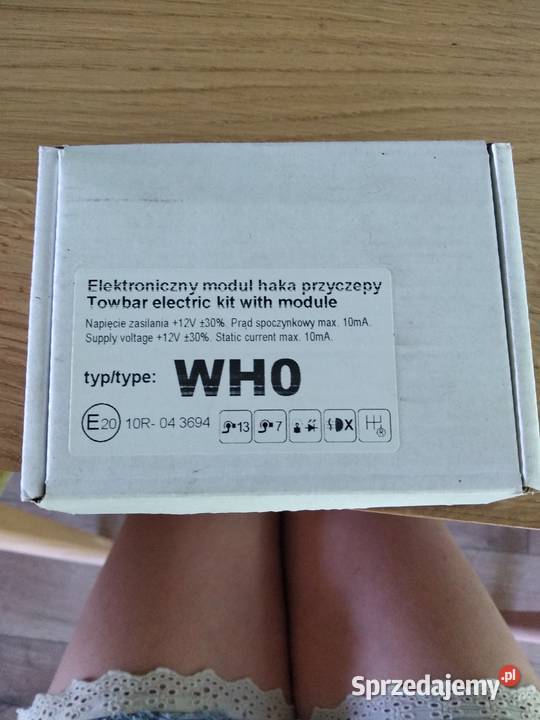 Elektroniczny moduł haka przyczepy
Towbar electric kit with module
Napięcie zasilania +12V ±30%. Prąd spoczynkowy max. 10mA.
Supply voltage +12V ±30%. Static current max. 10mA.
typ/type: WH0
E20 10R- 04 3694 13 7 X R
Sprzedajemy.pl